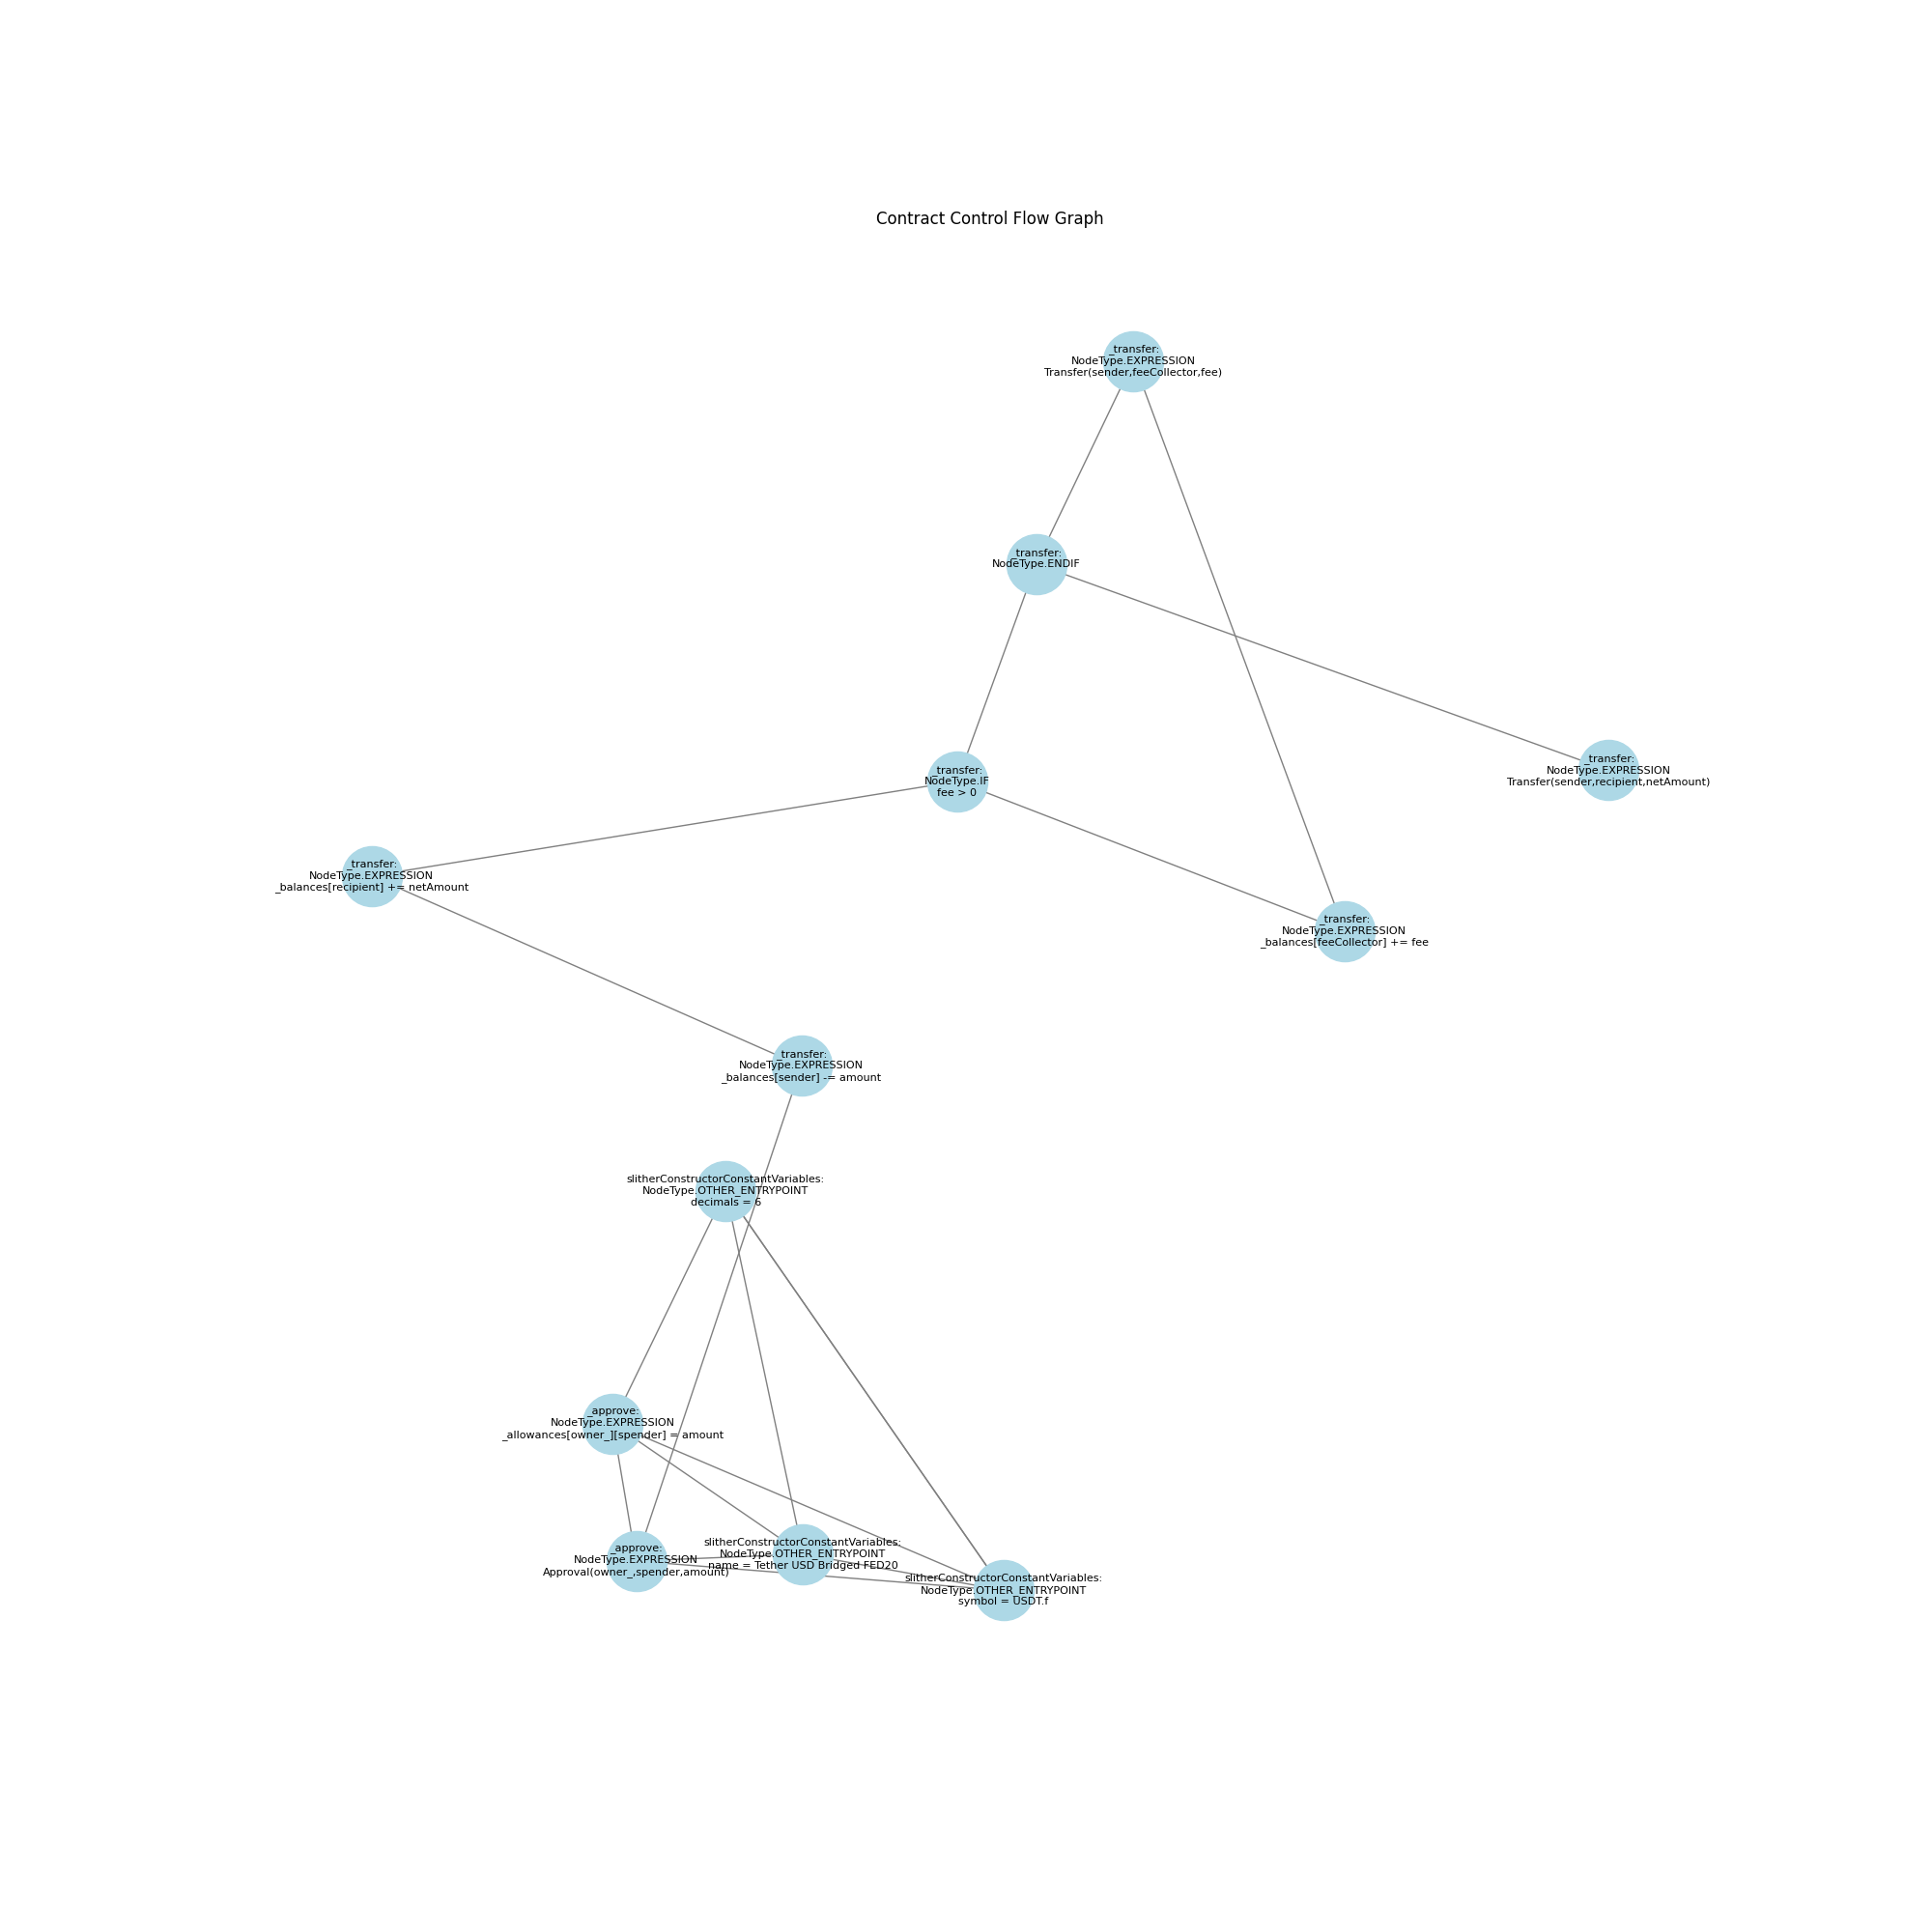 Contract Control Flow Graph
_transfer:
NodeType.EXPRESSION
Transfer(sender,feeCollector,fee)
_transfer:
NodeType.ENDIF
_transfer:
NodeType.IF
fee > 0
_transfer:
NodeType.EXPRESSION
Transfer(sender,recipient,netAmount)
_transfer:
NodeType.EXPRESSION
_balances[recipient] += netAmount
_transfer:
NodeType.EXPRESSION
_balances[feeCollector] += fee
_transfer:
NodeType.EXPRESSION
_balances[sender] -= amount
slitherConstructorConstantVariables:
NodeType.OTHER_ENTRYPOINT
decimals = 6
_approve:
NodeType.EXPRESSION
_allowances[owner_][spender] = amount
_approve:
NodeType.EXPRESSION
Approval(owner_,spender,amount)
slitherConstructorConstantVariables:
NodeType.OTHER_ENTRYPOINT
name = Tether USD Bridged FED20
slitherConstructorConstantVariables:
NodeType.OTHER_ENTRYPOINT
symbol = USDT.f